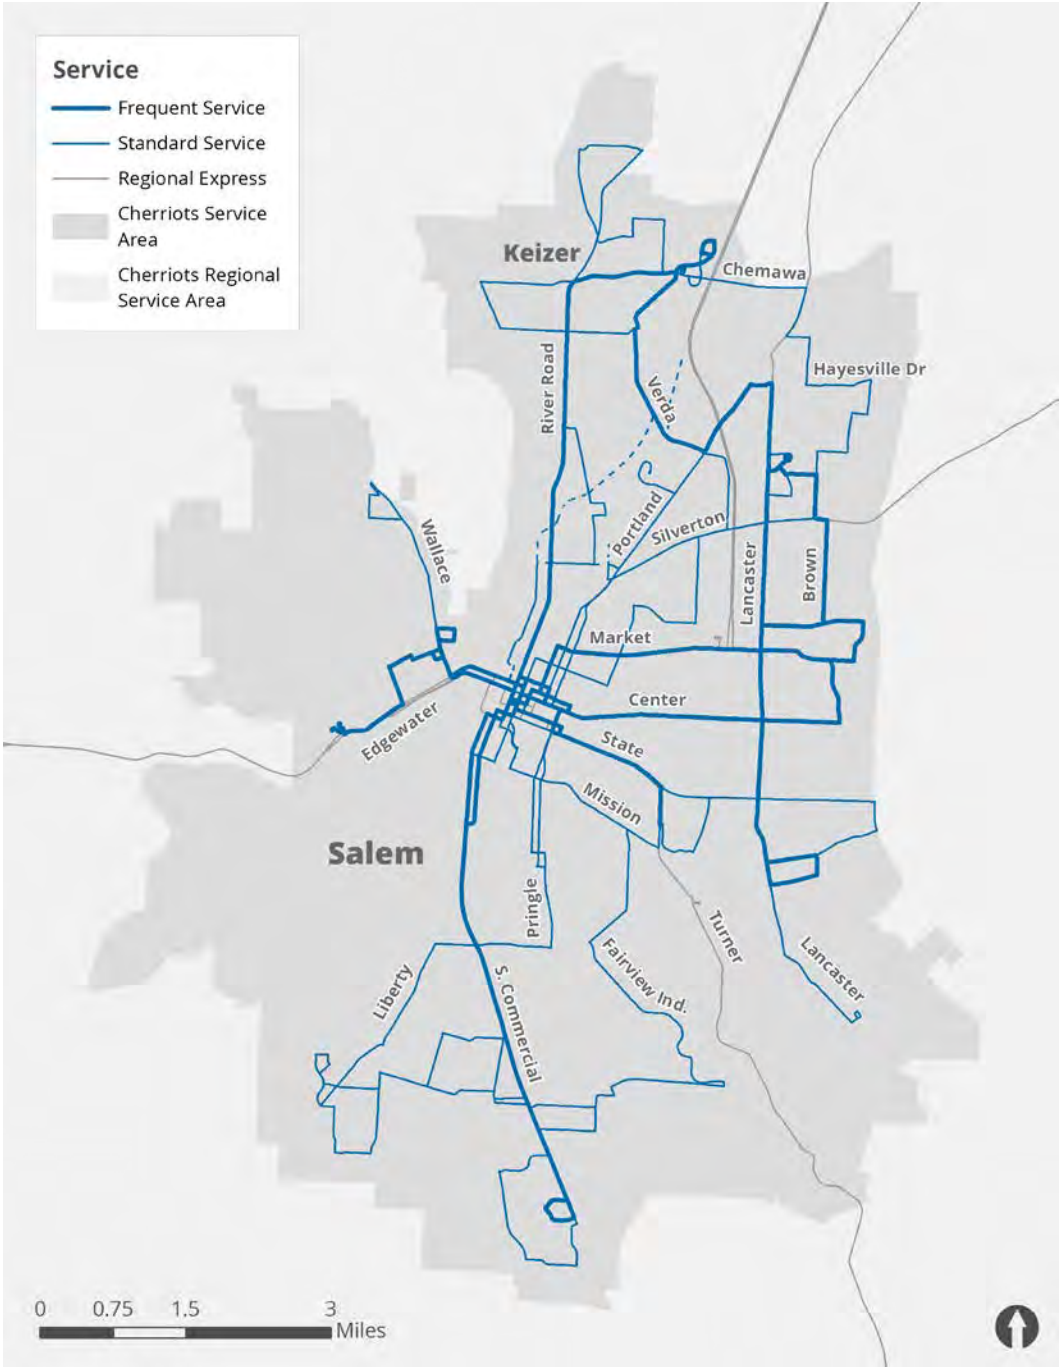 Service
Frequent Service
Standard Service
Regional Express
Cherriots Service
Area
Cherriots Regional
Service Area
Keizer
Chemawa
River Road
Verda
Hayesville Dr
Wallace
Portland
Silverton
Lancaster
Brown
Market
Center
Edgewater
State
Mission
Salem
Pringle
Turner
Fairview Ind.
Lancaster
Liberty
S. Commercial
0 0.75 1.5 3
Miles